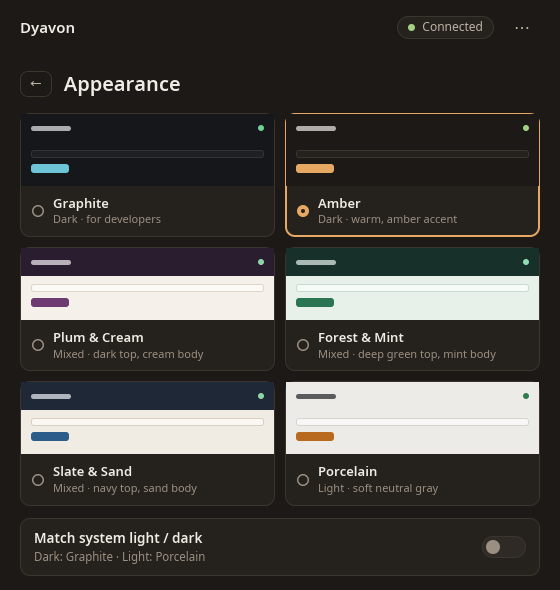 Dyavon
Connected
...
← Appearance
Graphite
Dark · for developers
Amber
Dark · warm, amber accent
Plum & Cream
Mixed · dark top, cream body
Forest & Mint
Mixed · deep green top, mint body
Slate & Sand
Mixed · navy top, sand body
Porcelain
Light · soft neutral gray
Match system light / dark
Dark: Graphite · Light: Porcelain